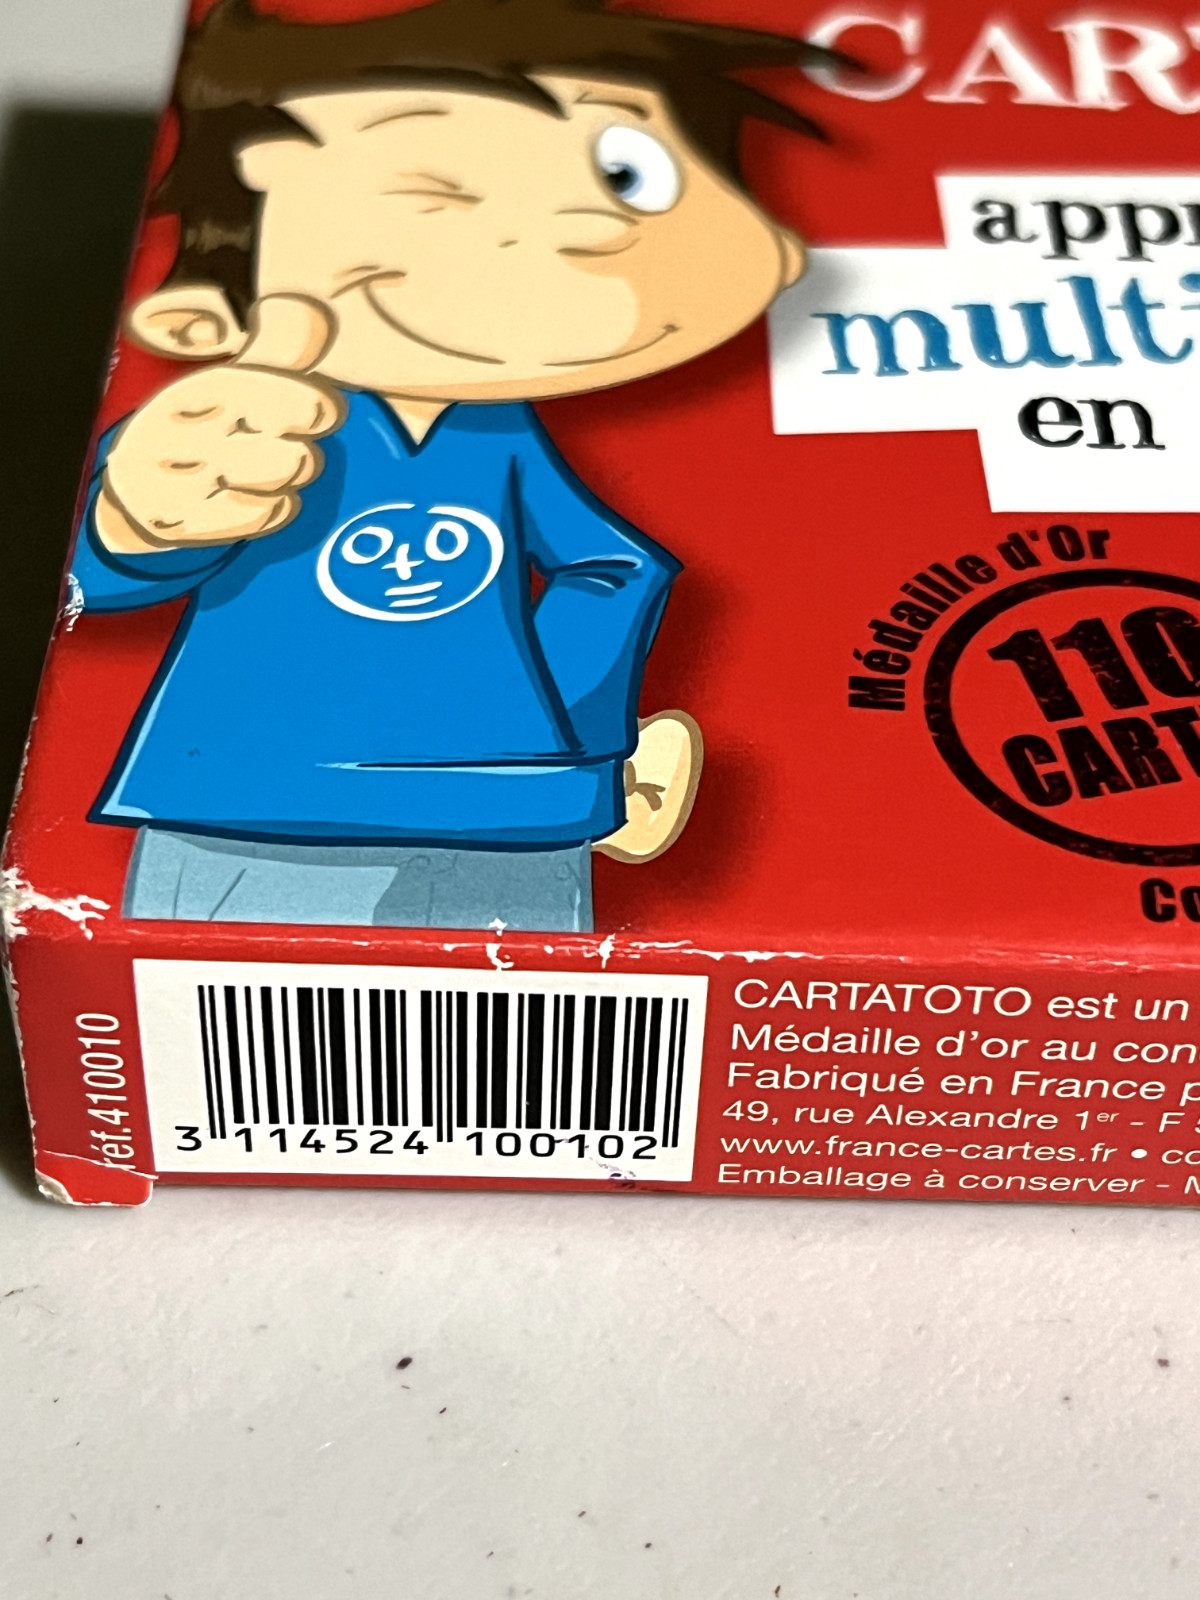 appr
multi
en
Médaille d'Or
110
CART
réf.410010
3 114524 100102
CARTATOTO est un
Médaille d'or au con
Fabriqué en France p
49, rue Alexandre 1er - F
www.france-cartes.fr • co
Emballage à conserver -